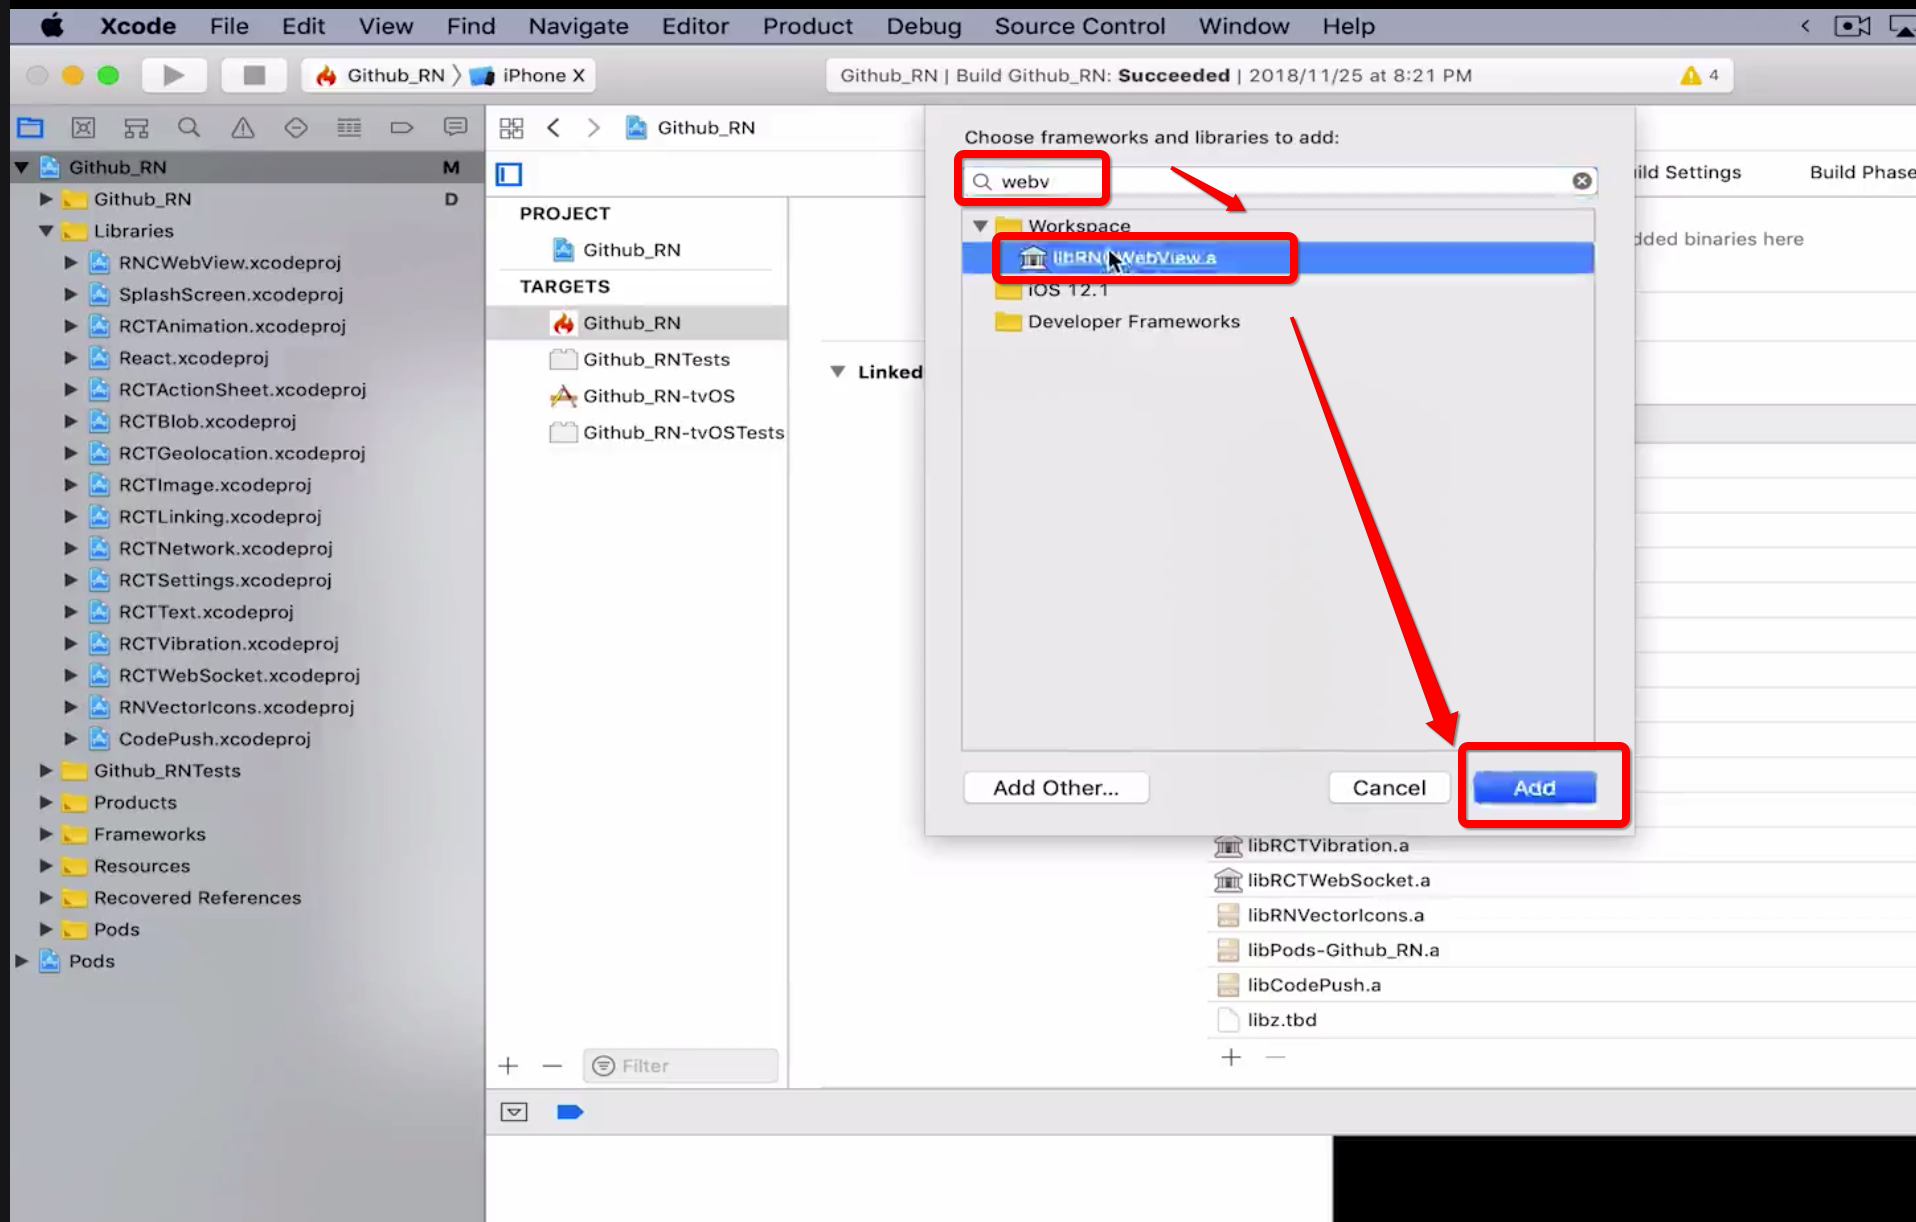 Xcode File Edit View Find Navigate Editor Product Debug Source Control Window Help
Github_RN iPhone X
Github_RN | Build Github_RN: Succeeded | 2018/11/25 at 8:21 PM 4
Github_RN M
Github_RN D
Libraries
RNCWebView.xcodeproj
SplashScreen.xcodeproj
RCTAnimation.xcodeproj
React.xcodeproj
RCTActionSheet.xcodeproj
RCTBlob.xcodeproj
RCTGeolocation.xcodeproj
RCTImage.xcodeproj
RCTLinking.xcodeproj
RCTNetwork.xcodeproj
RCTSettings.xcodeproj
RCTText.xcodeproj
RCTVibration.xcodeproj
RCTWebSocket.xcodeproj
RNVectorIcons.xcodeproj
CodePush.xcodeproj
Github_RNTests
Products
Frameworks
Resources
Recovered References
Pods
Pods
Github_RN
PROJECT
Github_RN
TARGETS
Github_RN
Github_RNTests
Github_RN-tvOS
Github_RN-tvOSTests
Filter
Linked
Choose frameworks and libraries to add:
webv
Workspace
libRNCWebView.a
iOS 12.1
Developer Frameworks
Add Other...
Cancel
Add
ild Settings
Build Phase
dded binaries here
libRCTVibration.a
libRCTWebSocket.a
libRNVectorIcons.a
libPods-Github_RN.a
libCodePush.a
libz.tbd